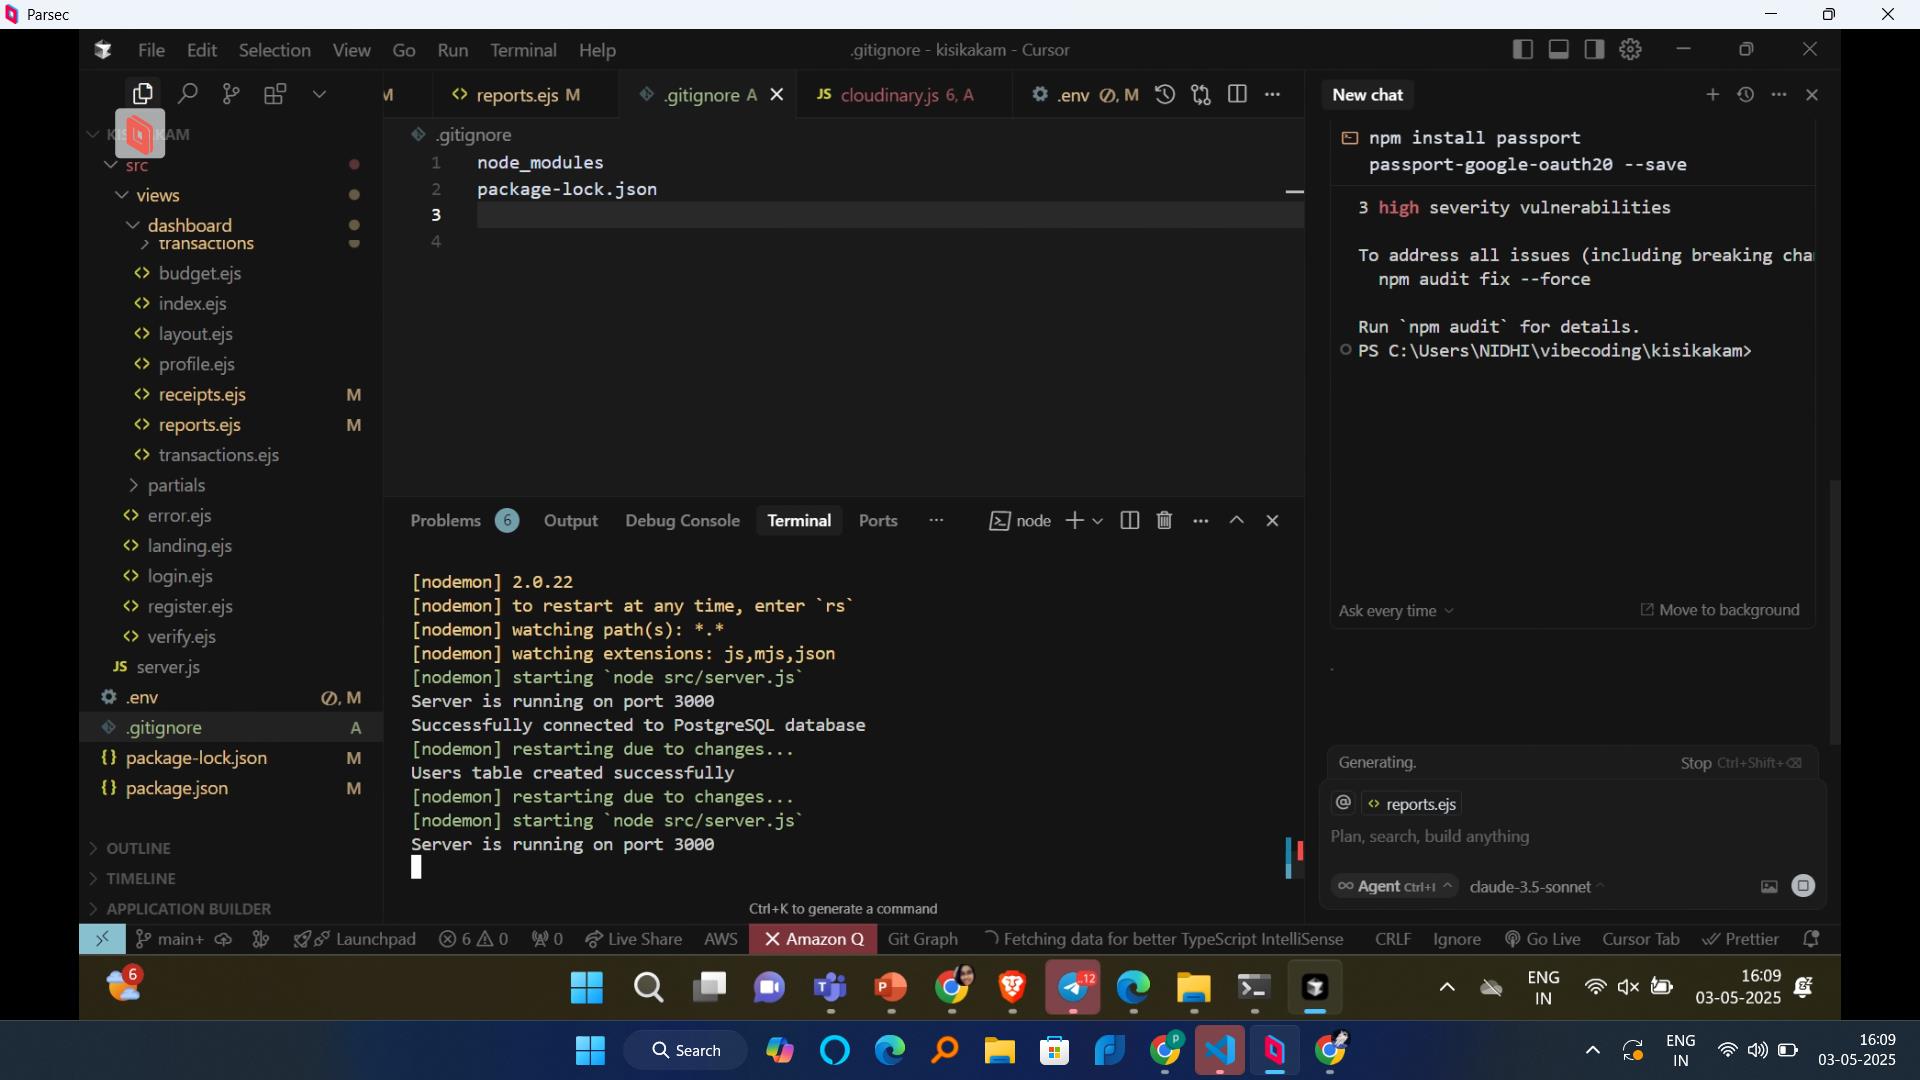 Parsec
File Edit Selection View Go Run Terminal Help
.gitignore - kisikakam - Cursor
M
reports.ejs M
.gitignore A
JS cloudinary.js 6, A
.env M
New chat
src
views
dashboard
transactions
budget.ejs
index.ejs
layout.ejs
profile.ejs
receipts.ejs M
reports.ejs M
transactions.ejs
partials
error.ejs
landing.ejs
login.ejs
register.ejs
verify.ejs
JS server.js
.env , M
.gitignore A
{} package-lock.json M
{} package.json M
OUTLINE
TIMELINE
APPLICATION BUILDER
.gitignore
1 node_modules
2 package-lock.json
3
4
Problems 6 Output Debug Console Terminal Ports ... node
[nodemon] 2.0.22
[nodemon] to restart at any time, enter `rs`
[nodemon] watching path(s): *.*
[nodemon] watching extensions: js,mjs,json
[nodemon] starting `node src/server.js`
Server is running on port 3000
Successfully connected to PostgreSQL database
[nodemon] restarting due to changes...
Users table created successfully
[nodemon] restarting due to changes...
[nodemon] starting `node src/server.js`
Server is running on port 3000
Ctrl+K to generate a command
npm install passport
passport-google-oauth20 --save
3 high severity vulnerabilities
To address all issues (including breaking cha
npm audit fix --force
Run `npm audit` for details.
PS C:\Users\NIDHI\vibecoding\kisikakam>
Ask every time
Move to background
Generating.
Stop Ctrl+Shift+
@ reports.ejs
Plan, search, build anything
∞ Agent Ctrl+I claude-3.5-sonnet
main+ Launchpad 6 0 0 Live Share AWS Amazon Q Git Graph Fetching data for better TypeScript IntelliSense CRLF Ignore Go Live Cursor Tab Prettier
6
12
ENG
IN
16:09
03-05-2025
Search
ENG
IN
16:09
03-05-2025